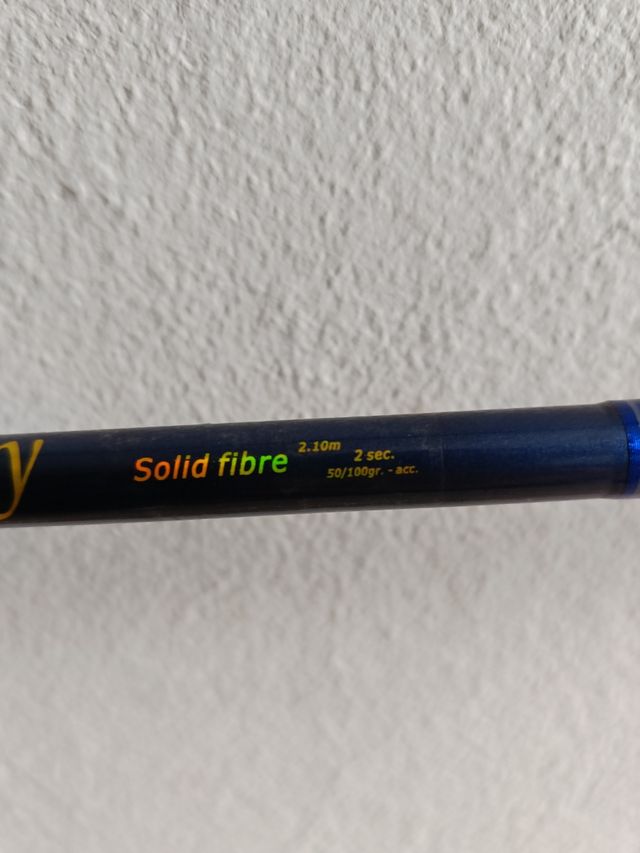 y
Solid fibre
2.10m
2 sec.
50/100gr. - acc.